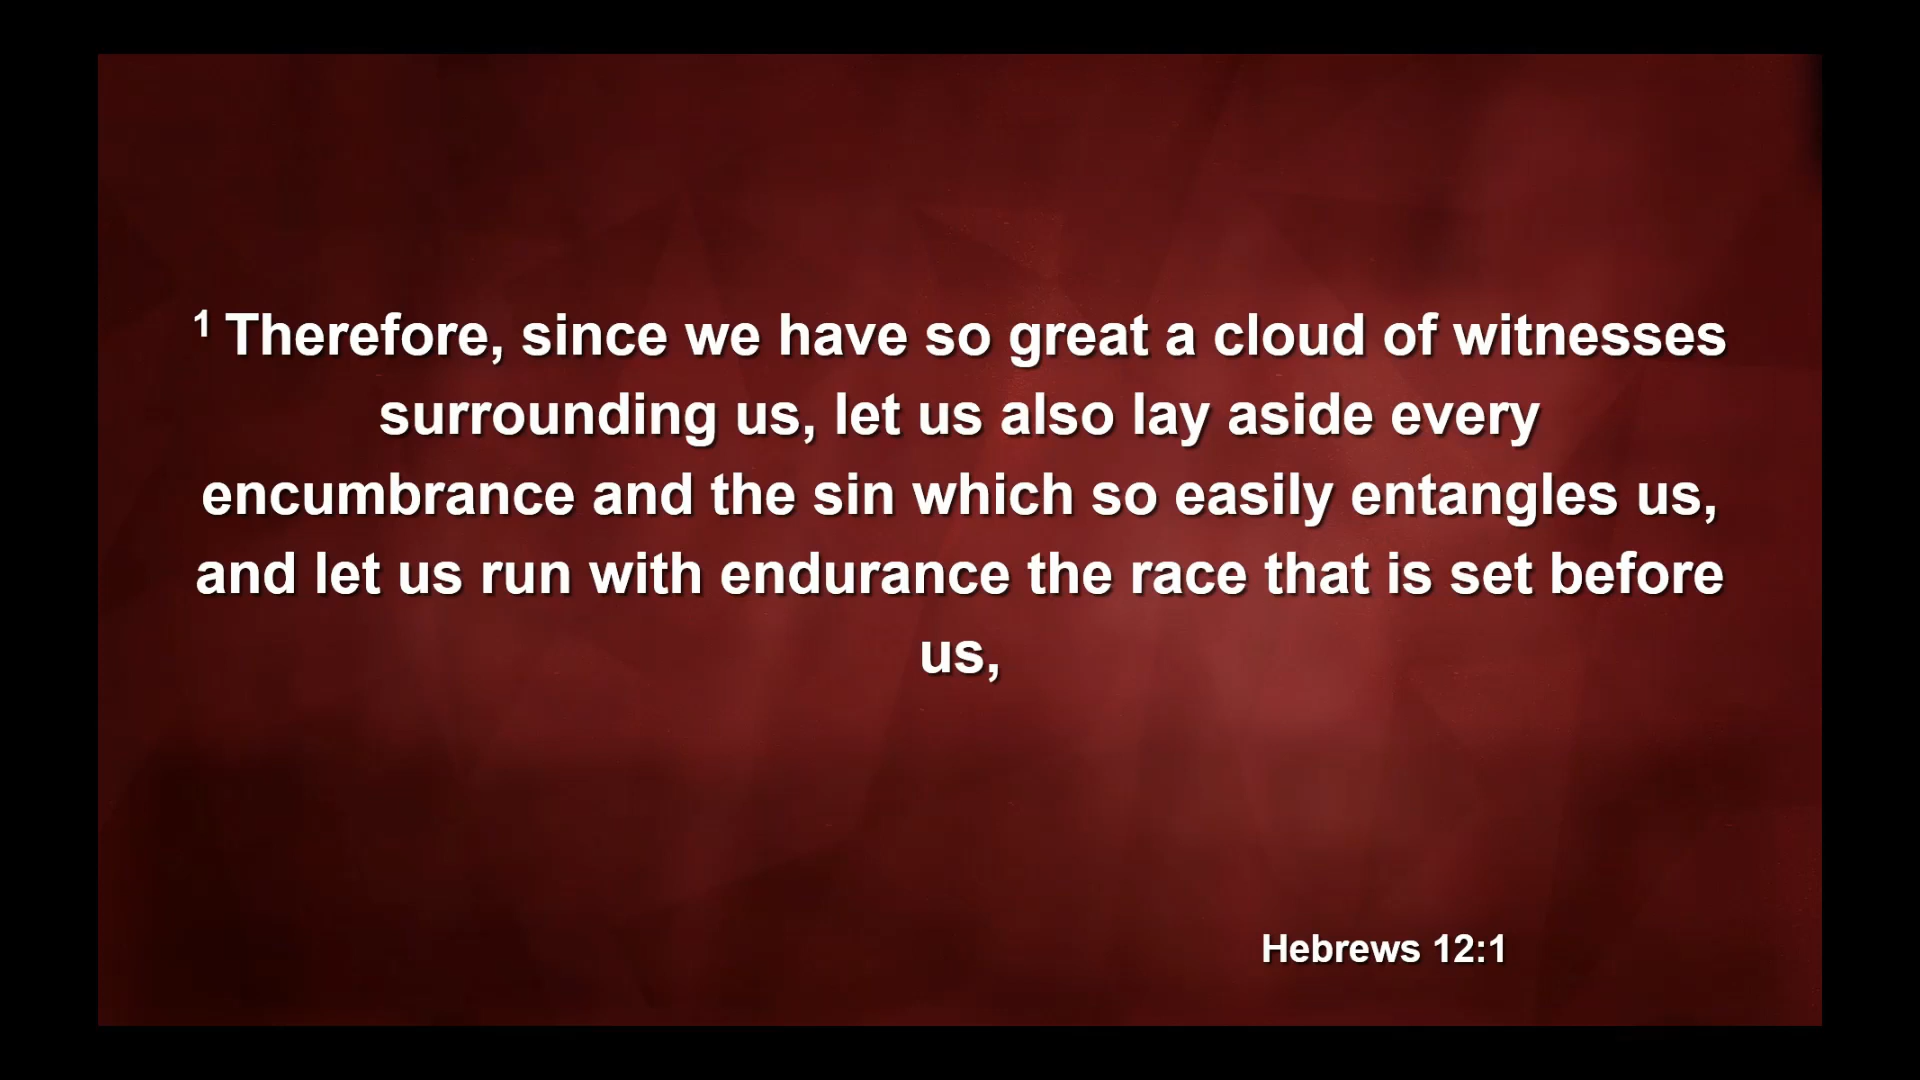 1 Therefore, since we have so great a cloud of witnesses
surrounding us, let us also lay aside every
encumbrance and the sin which so easily entangles us,
and let us run with endurance the race that is set before
us,
Hebrews 12:1